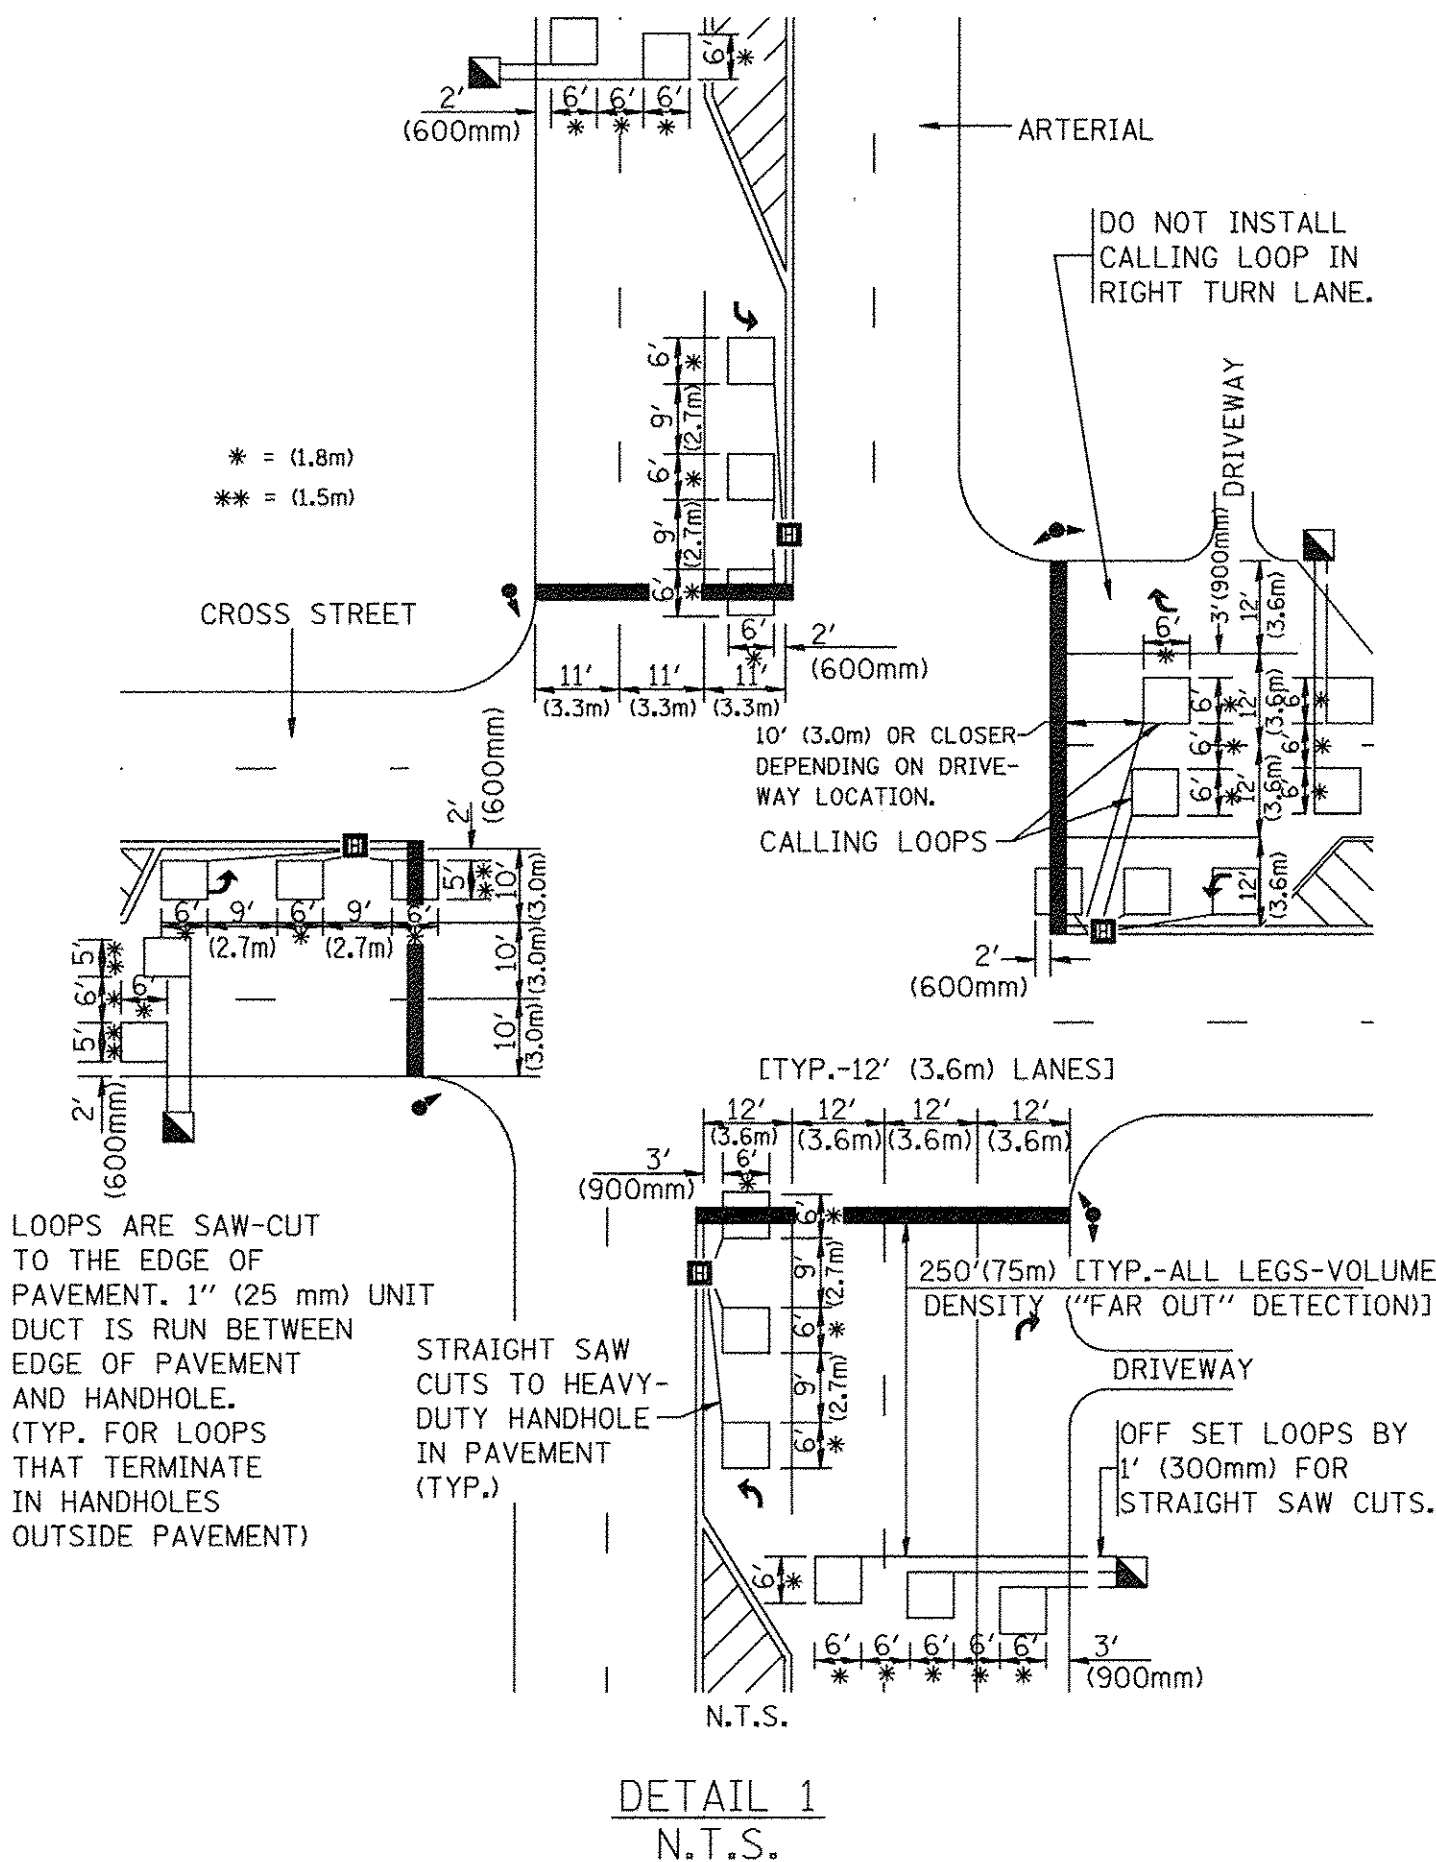 6'
*
2'
(600mm)
6' 6' 6'
* * *
ARTERIAL
DO NOT INSTALL
CALLING LOOP IN
RIGHT TURN LANE.
DRIVEWAY
* = (1.8m)
** = (1.5m)
6'
*
9'
(2.7m)
6'
*
9'
(2.7m)
6'
*
H
6'
*
2'
(600mm)
11' 11' 11'
(3.3m) (3.3m) (3.3m)
CROSS STREET
3'(900mm)
12'
(3.6m)
6'
*
6' * 12' (3.6m) 6' *
6' * 6' *
6' * 12' (3.6m) 6' *
12'
(3.6m)
10' (3.0m) OR CLOSER
DEPENDING ON DRIVE-
WAY LOCATION.
CALLING LOOPS
H
2'
(600mm)
2'
(600mm)
H
5'
**
10'
(3.0m)
6' 9' 6' 9' 6'
* (2.7m) * (2.7m) *
10'
(3.0m)
10'
(3.0m)
5'
**
6'
*
6'
*
5'
**
2'
(600mm)
[TYP.-12' (3.6m) LANES]
12' 12' 12' 12'
(3.6m) (3.6m) (3.6m) (3.6m)
3'
(900mm)
6'
*
6'
*
H
9'
(2.7m)
6'
*
9'
(2.7m)
6'
*
LOOPS ARE SAW-CUT
TO THE EDGE OF
PAVEMENT. 1" (25 mm) UNIT
DUCT IS RUN BETWEEN
EDGE OF PAVEMENT
AND HANDHOLE.
(TYP. FOR LOOPS
THAT TERMINATE
IN HANDHOLES
OUTSIDE PAVEMENT)
STRAIGHT SAW
CUTS TO HEAVY-
DUTY HANDHOLE
IN PAVEMENT
(TYP.)
250'(75m) [TYP.-ALL LEGS-VOLUME
DENSITY ("FAR OUT" DETECTION)]
DRIVEWAY
OFF SET LOOPS BY
1' (300mm) FOR
STRAIGHT SAW CUTS.
6'
*
6' 6' 6' 6' 6'
* * * * *
3'
(900mm)
N.T.S.
DETAIL 1
N.T.S.